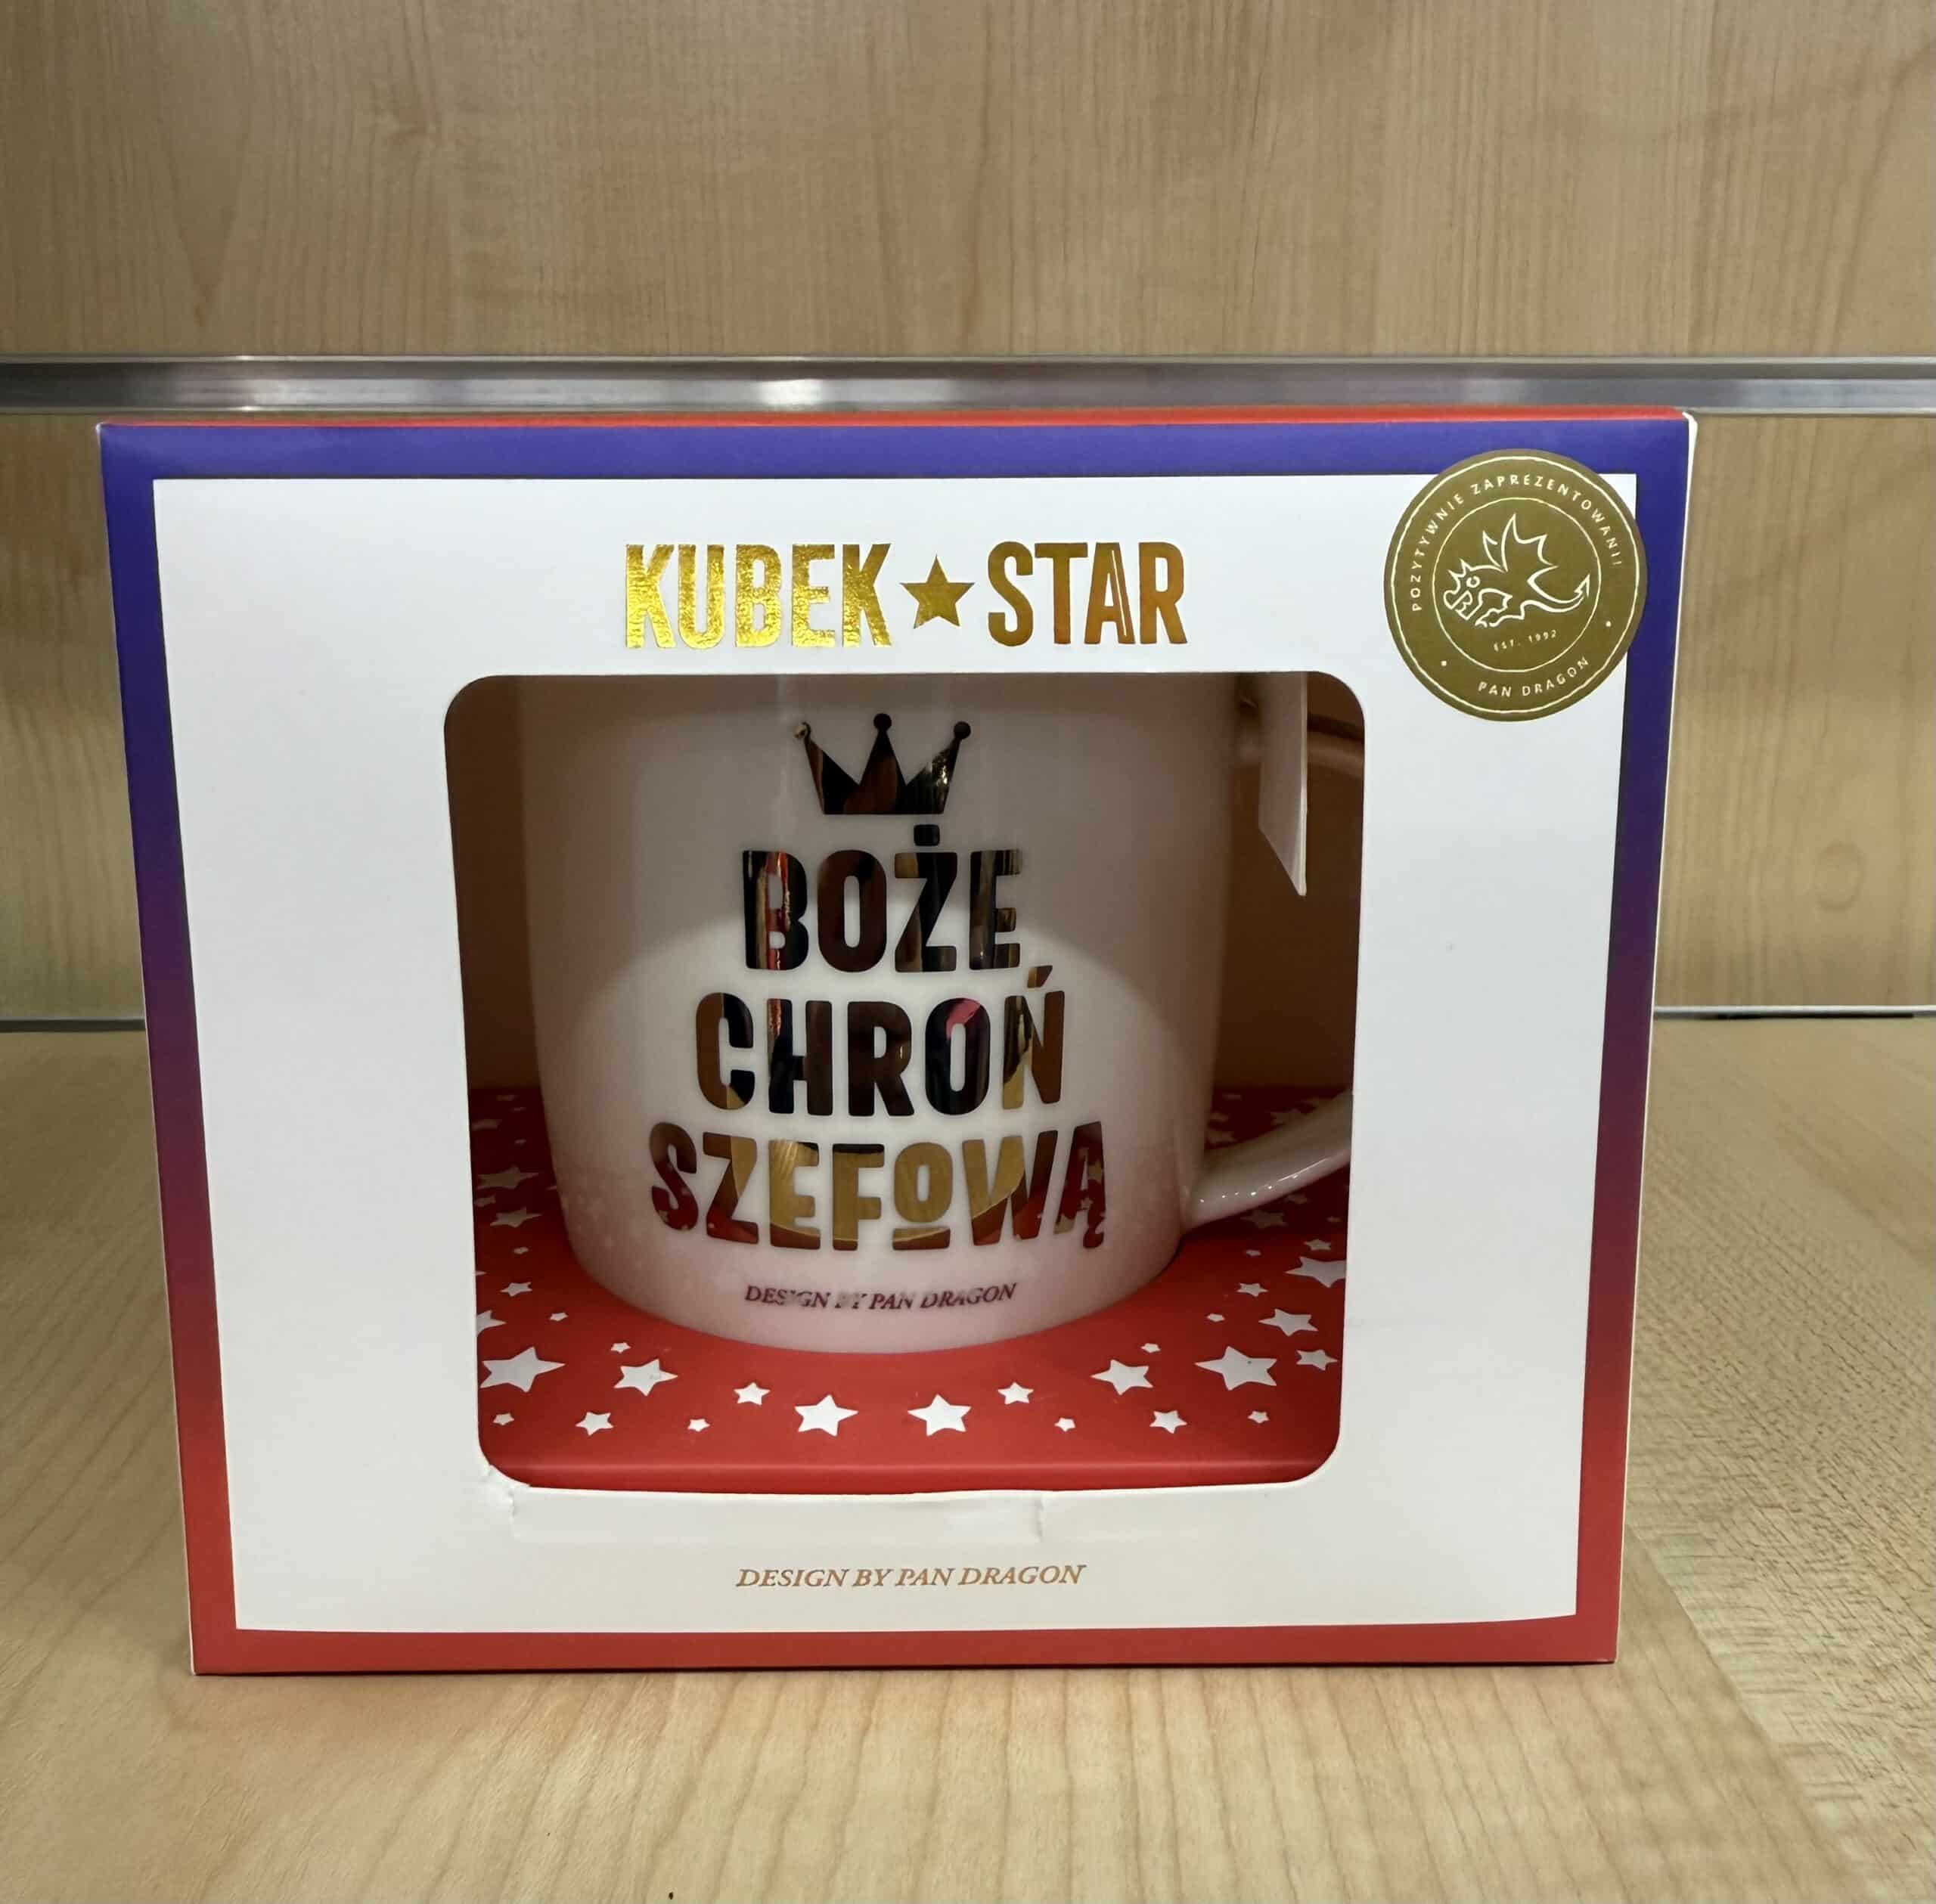 KUBEK★STAR
POZYTYWNIE ZAPREZENTOWANI!
EST. 1992
PAN DRAGON
BOŻE
CHROŃ
SZEFOWĄ
DESIGN BY PAN DRAGON
DESIGN BY PAN DRAGON